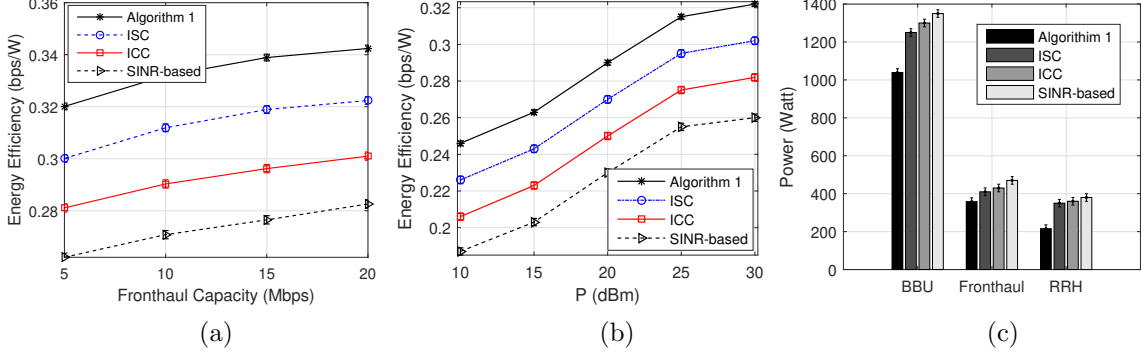 0.36
0.34
0.32
0.3
0.28
Energy Efficiency (bps/W)
Algorithm 1
ISC
ICC
SINR-based
5
10
15
20
Fronthaul Capacity (Mbps)
(a)
0.32
0.3
0.28
0.26
0.24
0.22
0.2
Energy Efficiency (bps/W)
Algorithm 1
ISC
ICC
SINR-based
10
15
20
25
30
P (dBm)
(b)
1400
1200
1000
800
600
400
200
0
Power (Watt)
Algorithim 1
ISC
ICC
SINR-based
BBU
Fronthaul
RRH
(c)